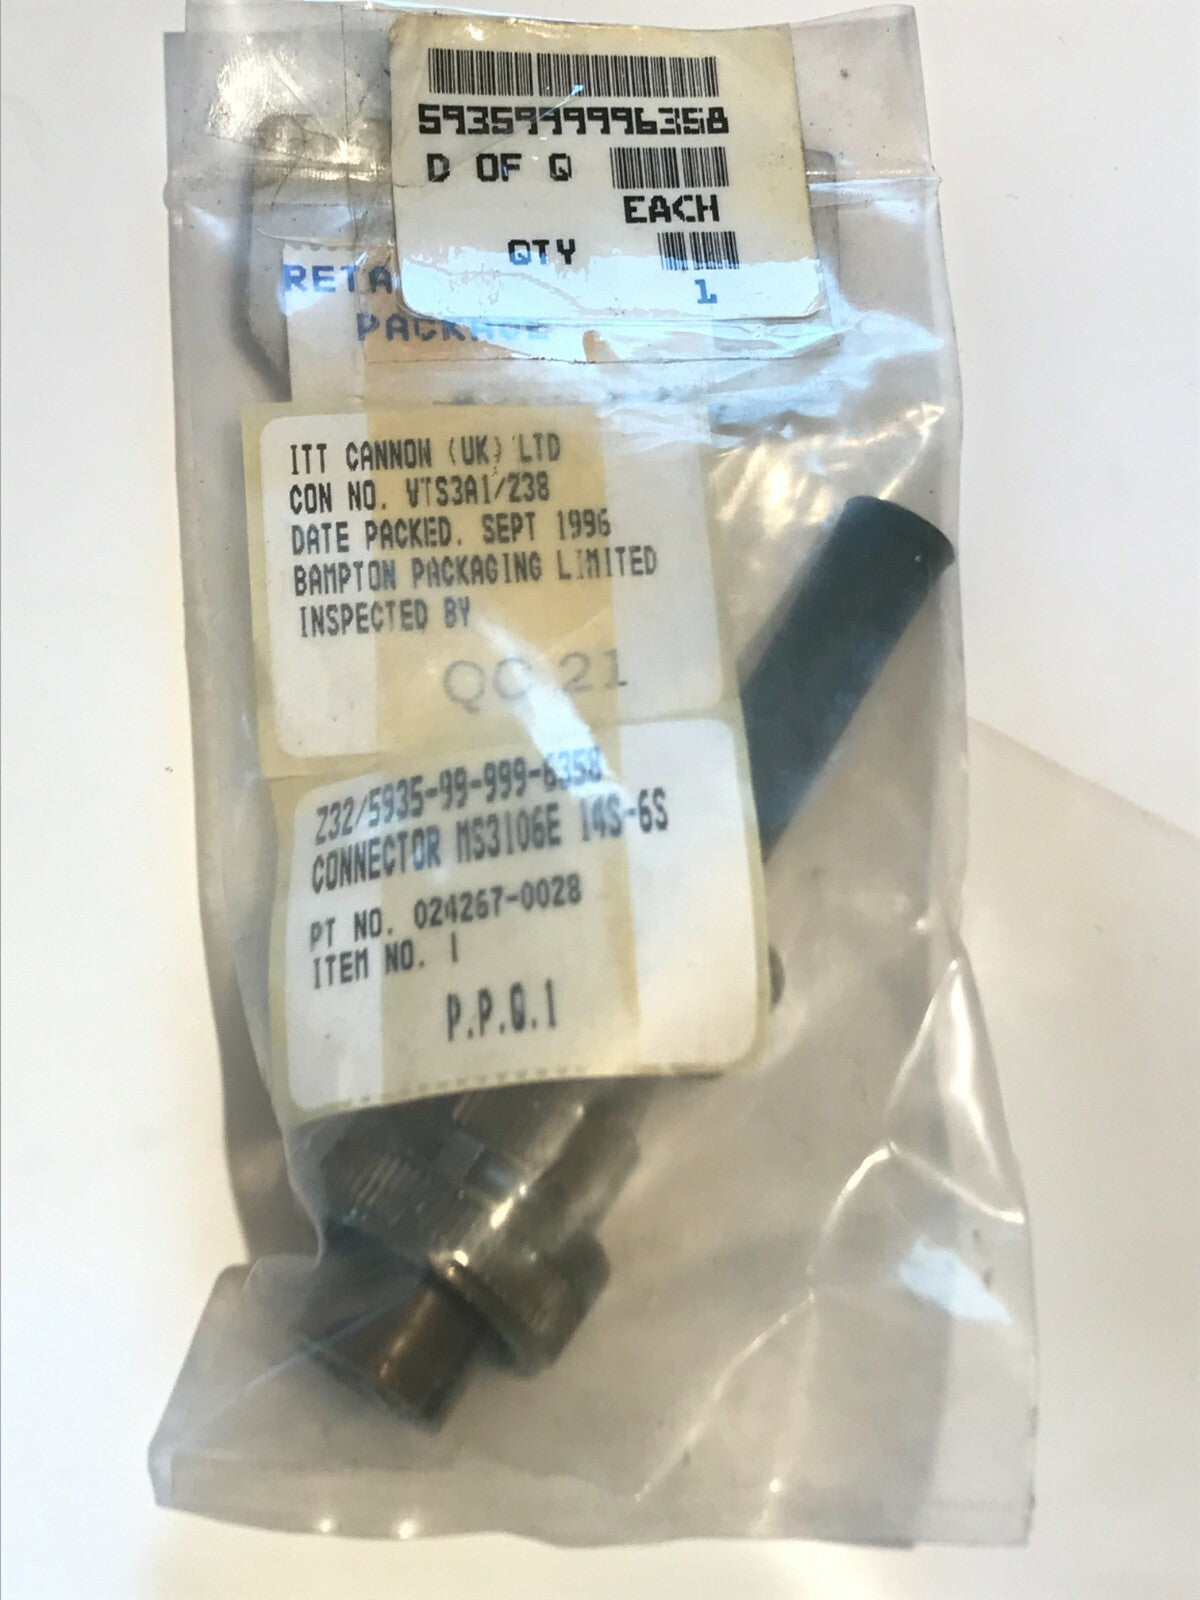 5935999996358
D OF Q
EACH
QTY
1
RETA
PACKAGE
ITT CANNON (UK) LTD
CON NO. VTS3A1/Z38
DATE PACKED. SEPT 1996
BAMPTON PACKAGING LIMITED
INSPECTED BY
QC 21
Z32/5935-99-999-6358
CONNECTOR MS3106E 14S-6S
PT NO. 024267-0028
ITEM NO. 1
P.P.Q.1